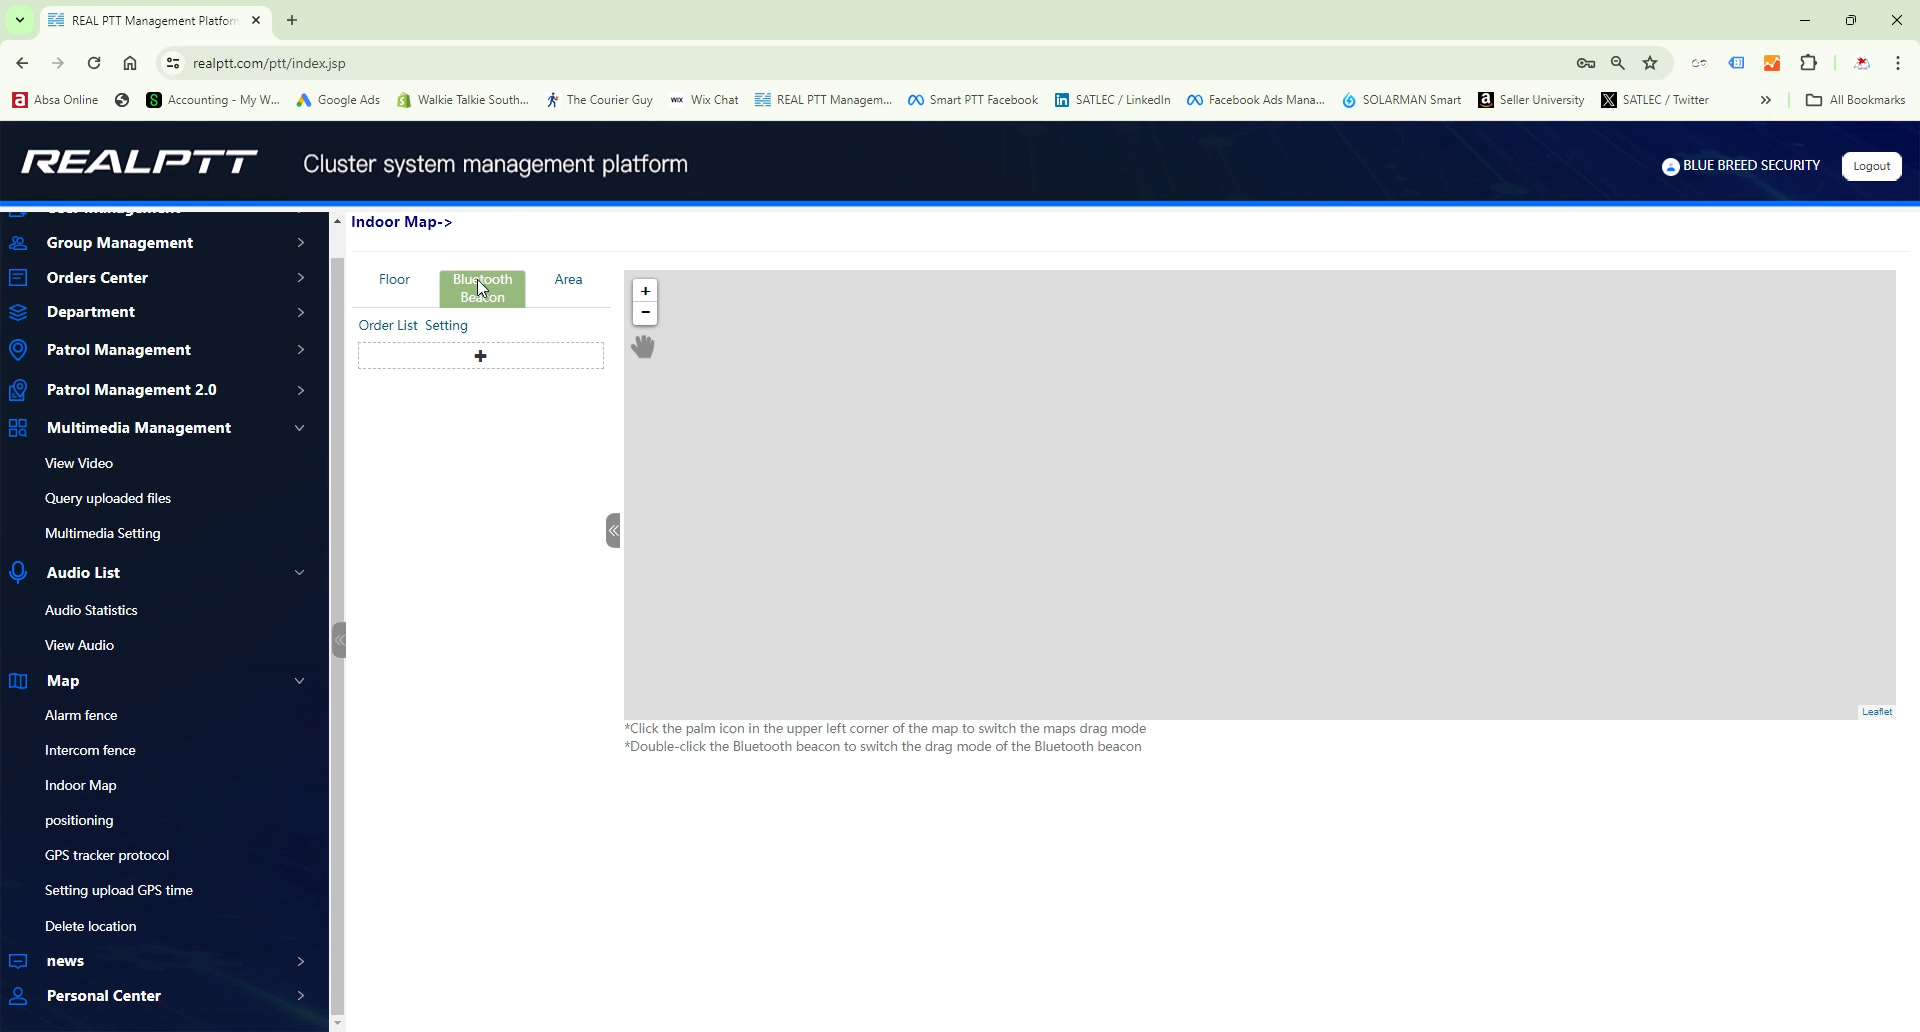 REAL PTT Management Platform
realptt.com/ptt/index.jsp
Absa Online
Accounting - My W...
Google Ads
Walkie Talkie South...
The Courier Guy
WIX Wix Chat
REAL PTT Managem...
Smart PTT Facebook
SATLEC / LinkedIn
Facebook Ads Mana...
SOLARMAN Smart
Seller University
SATLEC / Twitter
»
All Bookmarks
REALPTT
Cluster system management platform
BLUE BREED SECURITY
Logout
Group Management
Orders Center
Department
Patrol Management
Patrol Management 2.0
Multimedia Management
View Video
Query uploaded files
Multimedia Setting
Audio List
Audio Statistics
View Audio
Map
Alarm fence
Intercom fence
Indoor Map
positioning
GPS tracker protocol
Setting upload GPS time
Delete location
news
Personal Center
Indoor Map->
Floor
Bluetooth
Beacon
Area
Order List Setting
+
+
-
Leaflet
*Click the palm icon in the upper left corner of the map to switch the maps drag mode
*Double-click the Bluetooth beacon to switch the drag mode of the Bluetooth beacon